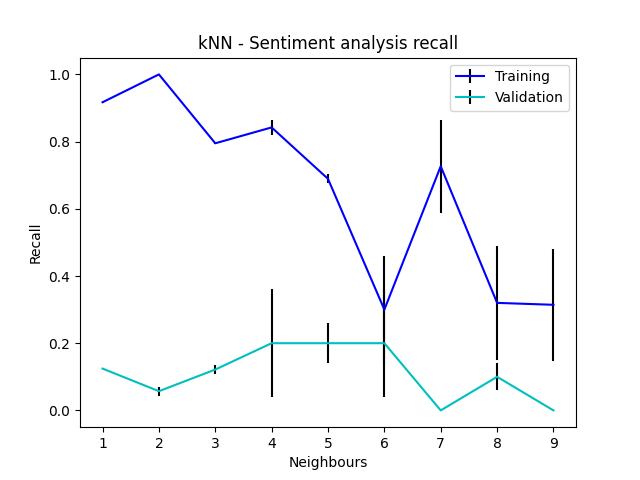 kNN - Sentiment analysis recall
Training
Validation
Recall
1.0
0.8
0.6
0.4
0.2
0.0
1 2 3 4 5 6 7 8 9
Neighbours